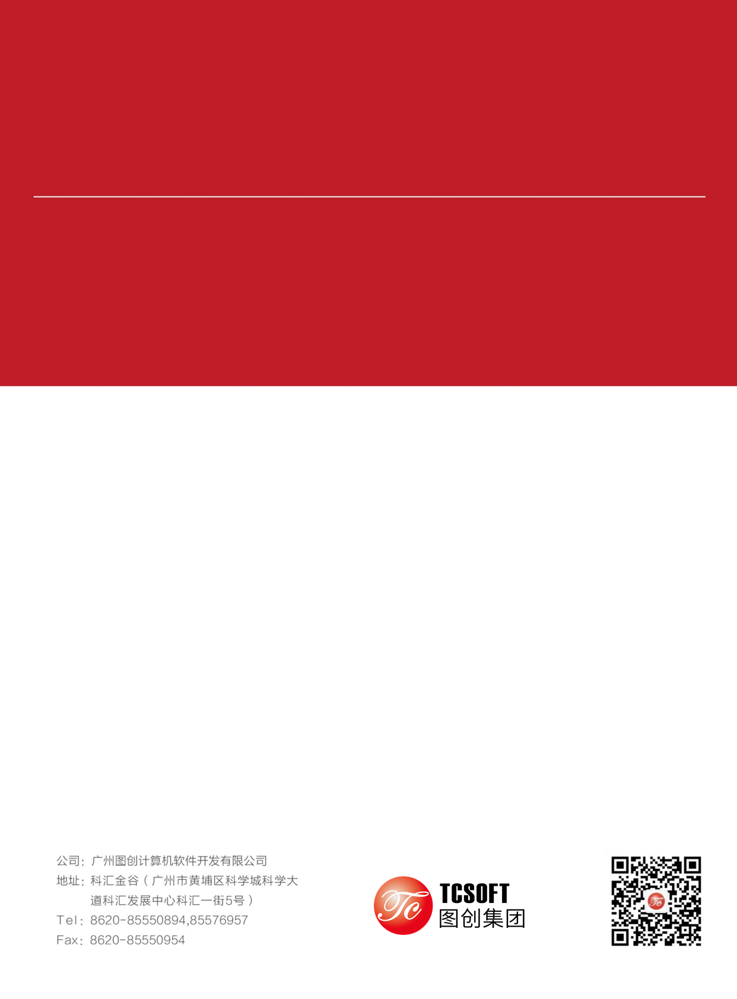 公司：广州图创计算机软件开发有限公司
地址：科汇金谷（广州市黄埔区科学城科学大
道科汇发展中心科汇一街5号）
Tel：8620-85550894,85576957
Fax：8620-85550954
Tc
TCSOFT
图创集团